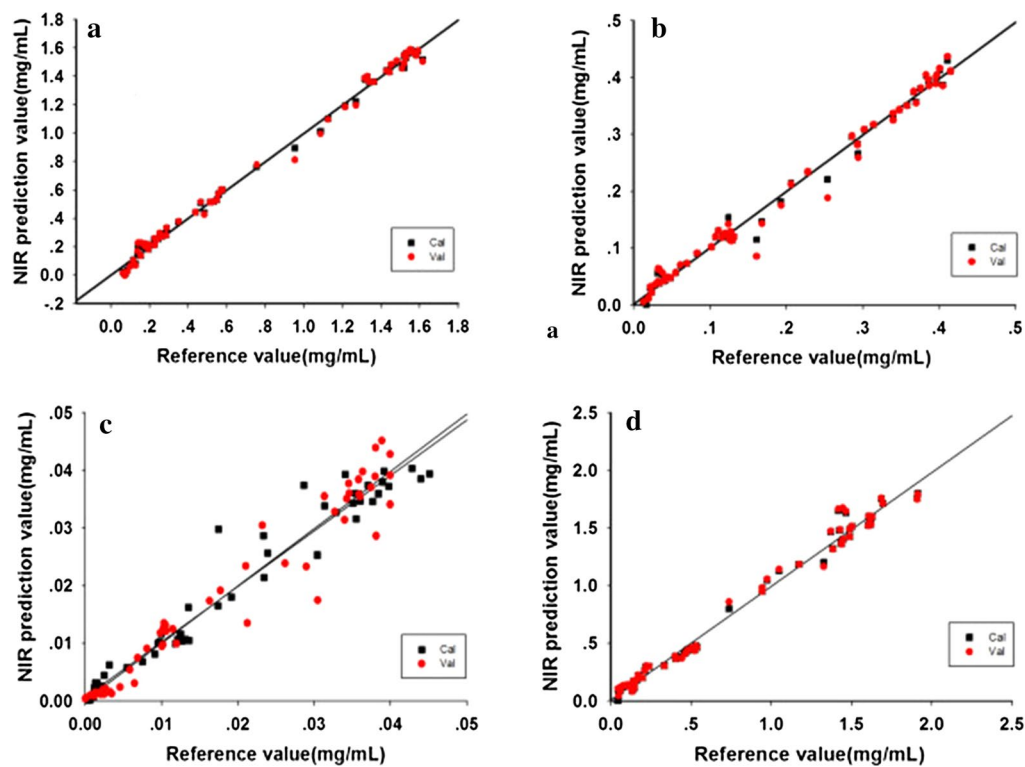 a
NIR prediction value(mg/mL)
1.8
1.6
1.4
1.2
1.0
.8
.6
.4
.2
0.0
-.2
Cal
Val
0.0 .2 .4 .6 .8 1.0 1.2 1.4 1.6 1.8
Reference value(mg/mL)
b
NIR prediction value(mg/mL)
.5
.4
.3
.2
.1
0.0
Cal
Val
0.0 .1 .2 .3 .4 .5
Reference value(mg/mL)
a
c
NIR prediction value(mg/mL)
.05
.04
.03
.02
.01
0.00
Cal
Val
0.00 .01 .02 .03 .04 .05
Reference value(mg/mL)
d
NIR prediction value(mg/mL)
2.5
2.0
1.5
1.0
.5
0.0
Cal
Val
0.0 .5 1.0 1.5 2.0 2.5
Reference value(mg/mL)